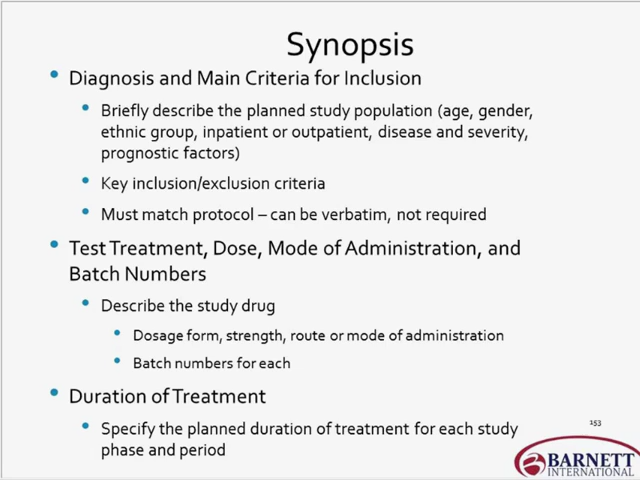 Synopsis
• Diagnosis and Main Criteria for Inclusion
• Briefly describe the planned study population (age, gender,
ethnic group, inpatient or outpatient, disease and severity,
prognostic factors)
• Key inclusion/exclusion criteria
• Must match protocol – can be verbatim, not required
• Test Treatment, Dose, Mode of Administration, and
Batch Numbers
• Describe the study drug
• Dosage form, strength, route or mode of administration
• Batch numbers for each
• Duration of Treatment
• Specify the planned duration of treatment for each study
phase and period
153
BARNETT
INTERNATIONAL